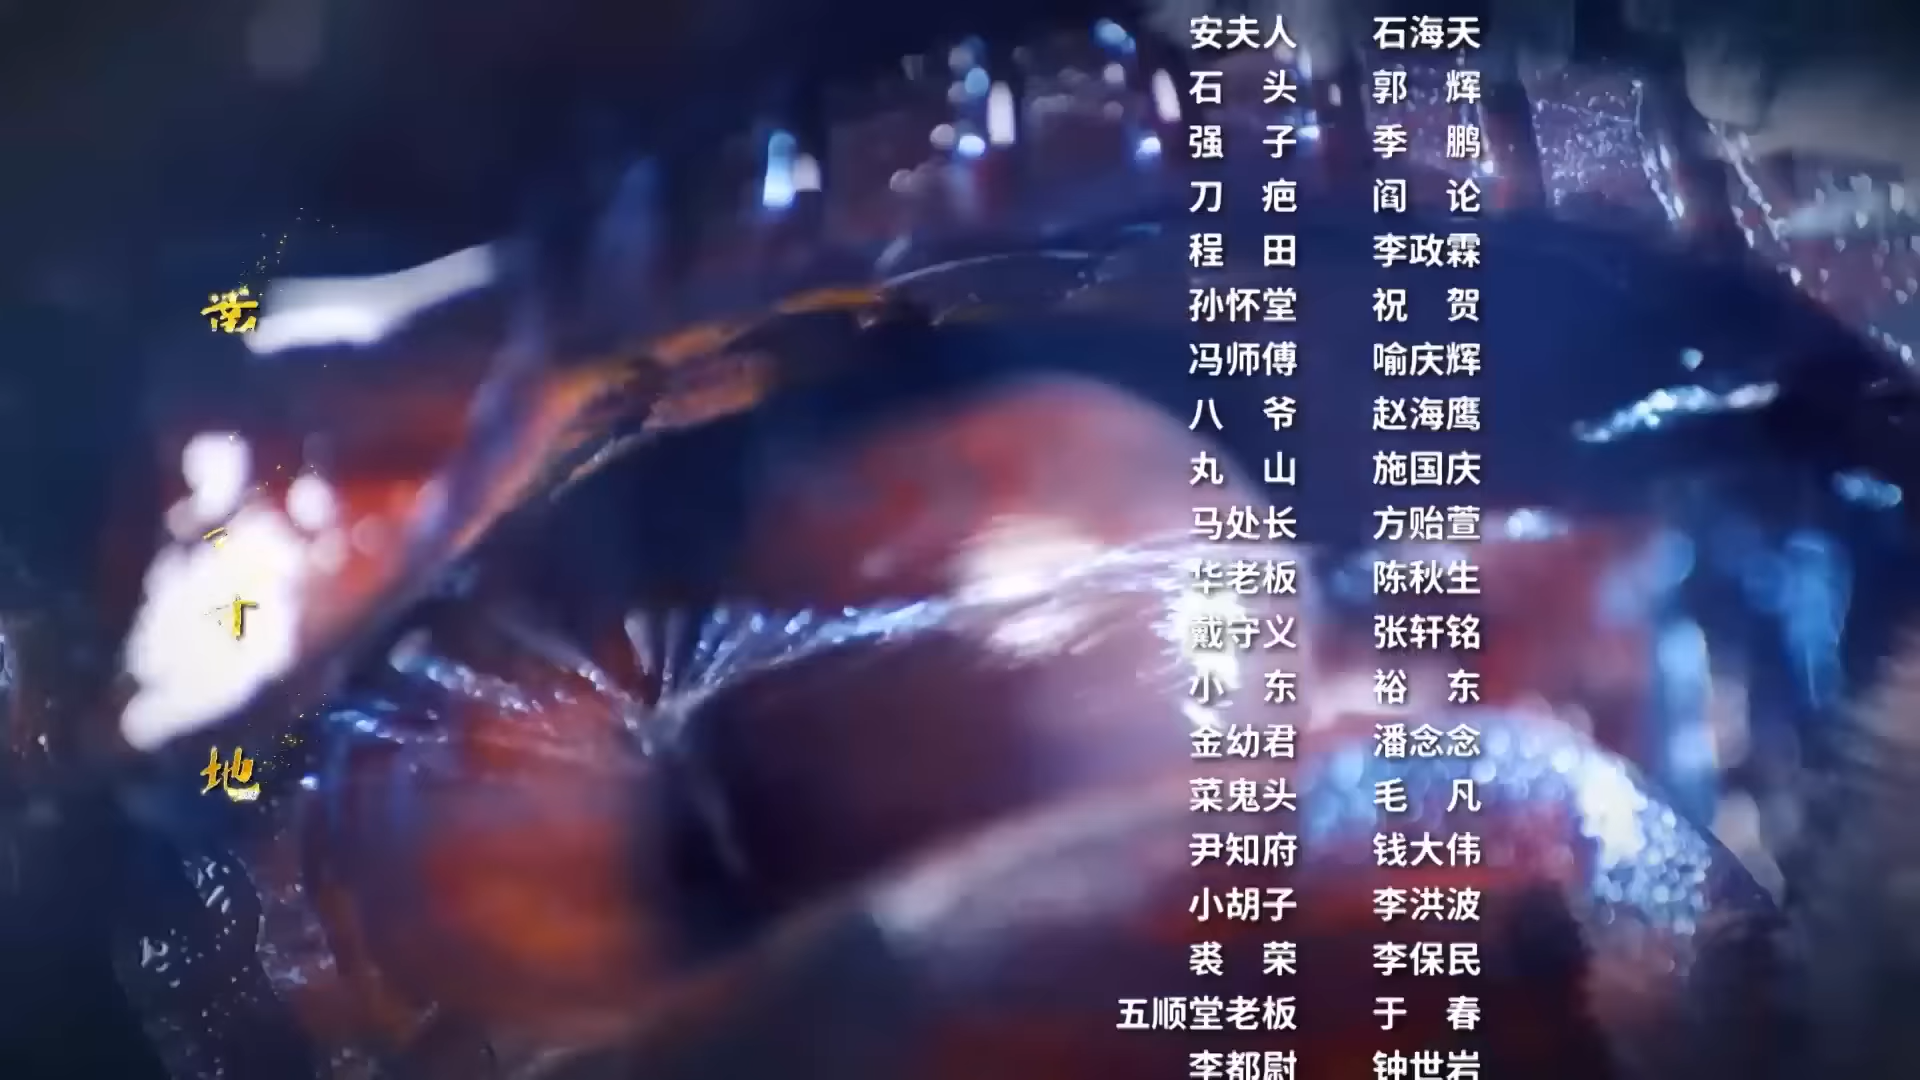 安夫人 石海天
石头 郭辉
强子 季鹏
刀疤 阎论
程田 李政霖
孙怀堂 祝贺
冯师傅 喻庆辉
八爷 赵海鹰
丸山 施国庆
马处长 方贻萱
华老板 陈秋生
戴守义 张轩铭
小东 裕东
金幼君 潘念念
菜鬼头 毛凡
尹知府 钱大伟
小胡子 李洪波
裘荣 李保民
五顺堂老板 于春
李都尉 钟世岩
地